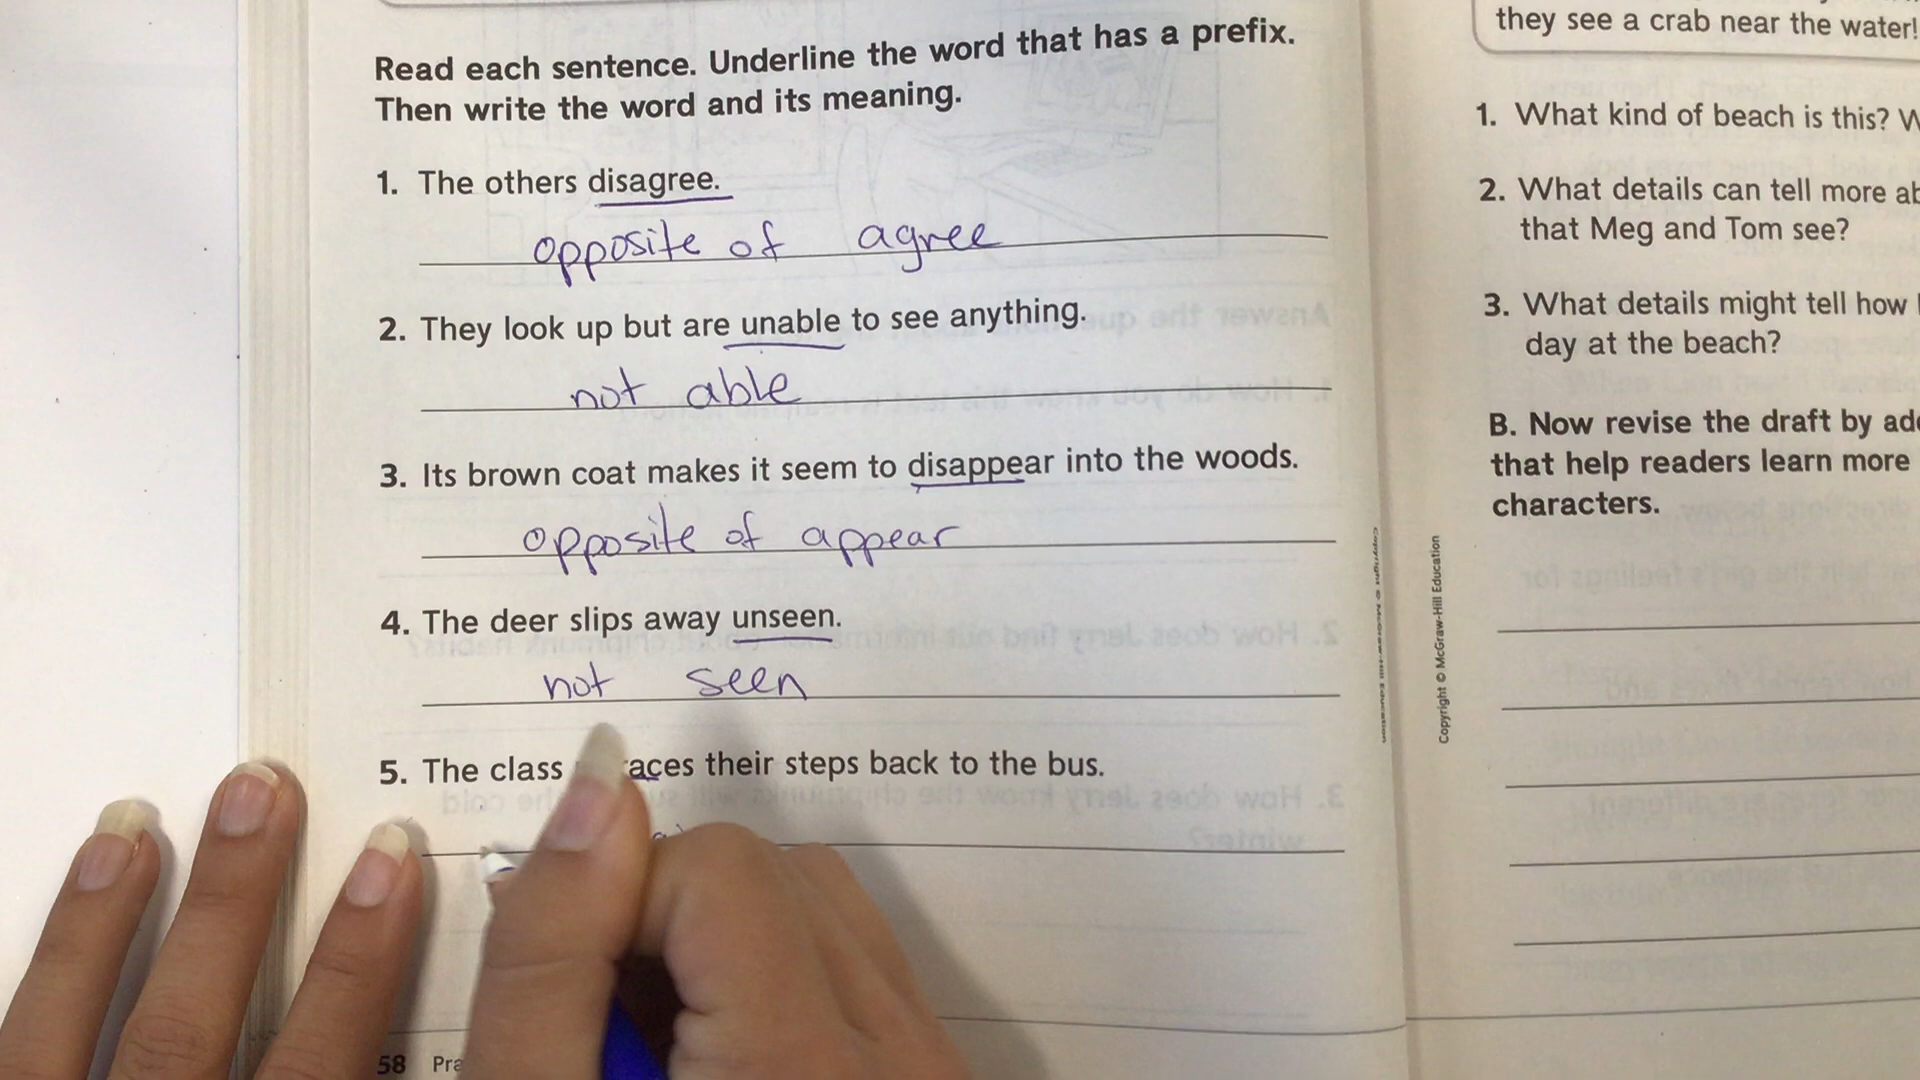 they see a crab near the water!
Read each sentence. Underline the word that has a prefix.
Then write the word and its meaning.
1. The others disagree.
opposite of agree
2. They look up but are unable to see anything.
not able
3. Its brown coat makes it seem to disappear into the woods.
opposite of appear
4. The deer slips away unseen.
not seen
5. The class aces their steps back to the bus.
58
1. What kind of beach is this? W
2. What details can tell more ab
that Meg and Tom see?
3. What details might tell how
day at the beach?
B. Now revise the draft by ad
that help readers learn more
characters.
Copyright © McGraw-Hill Education